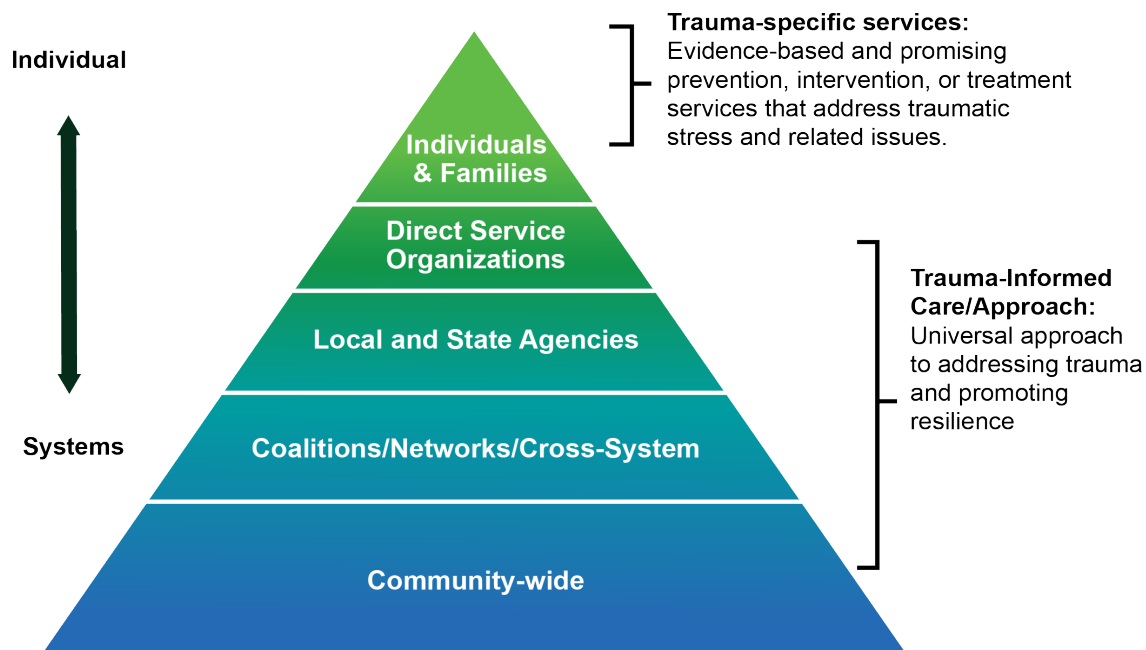 Individual
Systems
Individuals
& Families
Direct Service
Organizations
Local and State Agencies
Coalitions/Networks/Cross-System
Community-wide
Trauma-specific services:
Evidence-based and promising
prevention, intervention, or treatment
services that address traumatic
stress and related issues.
Trauma-Informed
Care/Approach:
Universal approach
to addressing trauma
and promoting
resilience